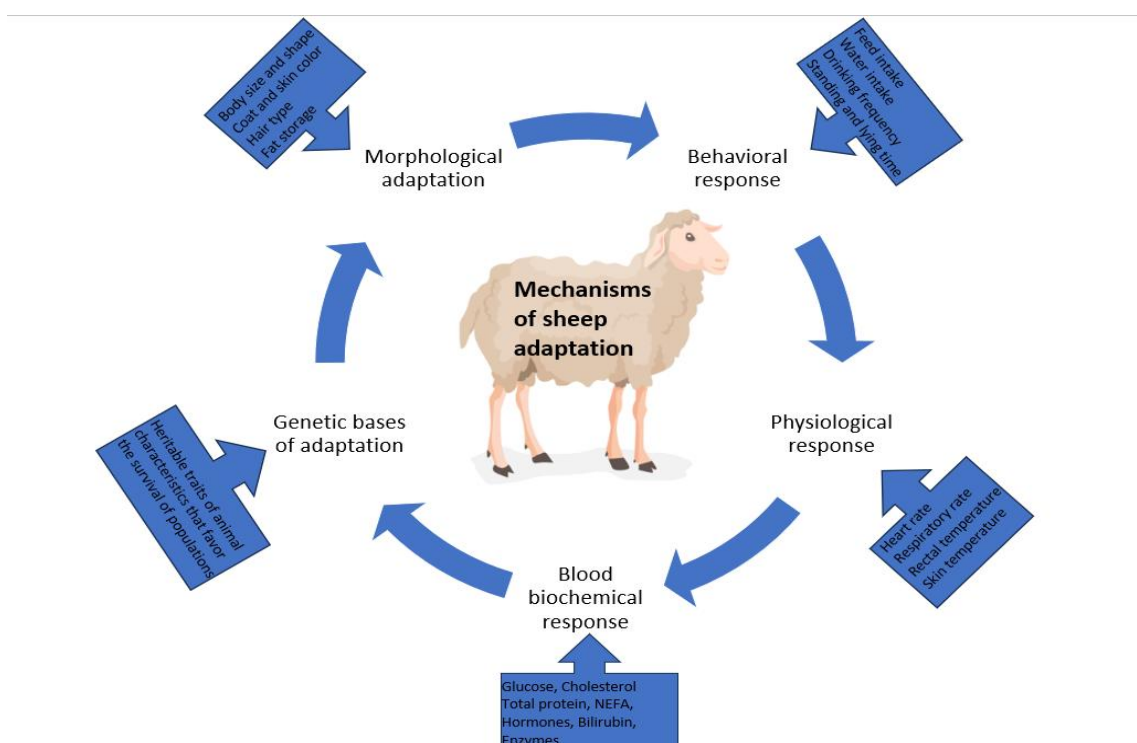 Body size and shape
Coat and skin color
Hair type
Fat storage
Morphological
adaptation
Feed intake
Water intake
Drinking frequency
Standing and lying time
Behavioral
response
Mechanisms
of sheep
adaptation
Genetic bases
of adaptation
Heritable traits of animal
characteristics that favor
the survival of populations
Physiological
response
Heart rate
Respiratory rate
Rectal temperature
Skin temperature
Blood
biochemical
response
Glucose, Cholesterol
Total protein, NEFA,
Hormones, Bilirubin,
Enzymes